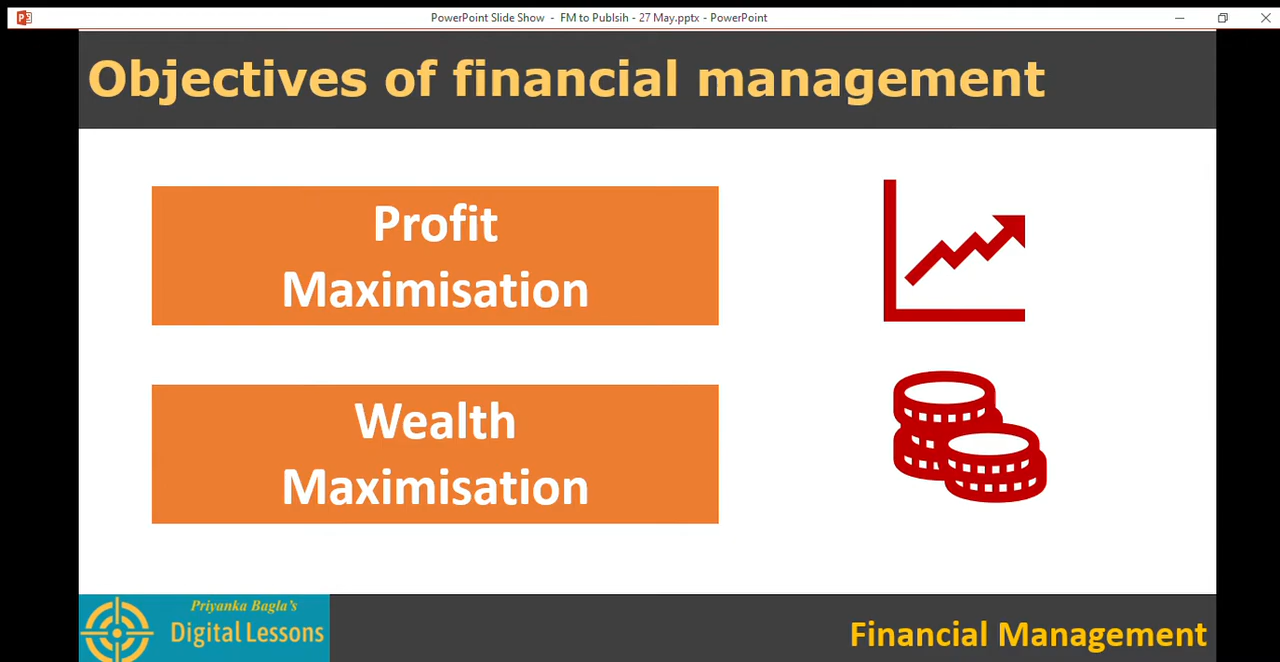 PowerPoint Slide Show - FM to Publsih - 27 May.pptx - PowerPoint
Objectives of financial management
Profit
Maximisation
Wealth
Maximisation
Priyanka Bagla's
Digital Lessons
Financial Management